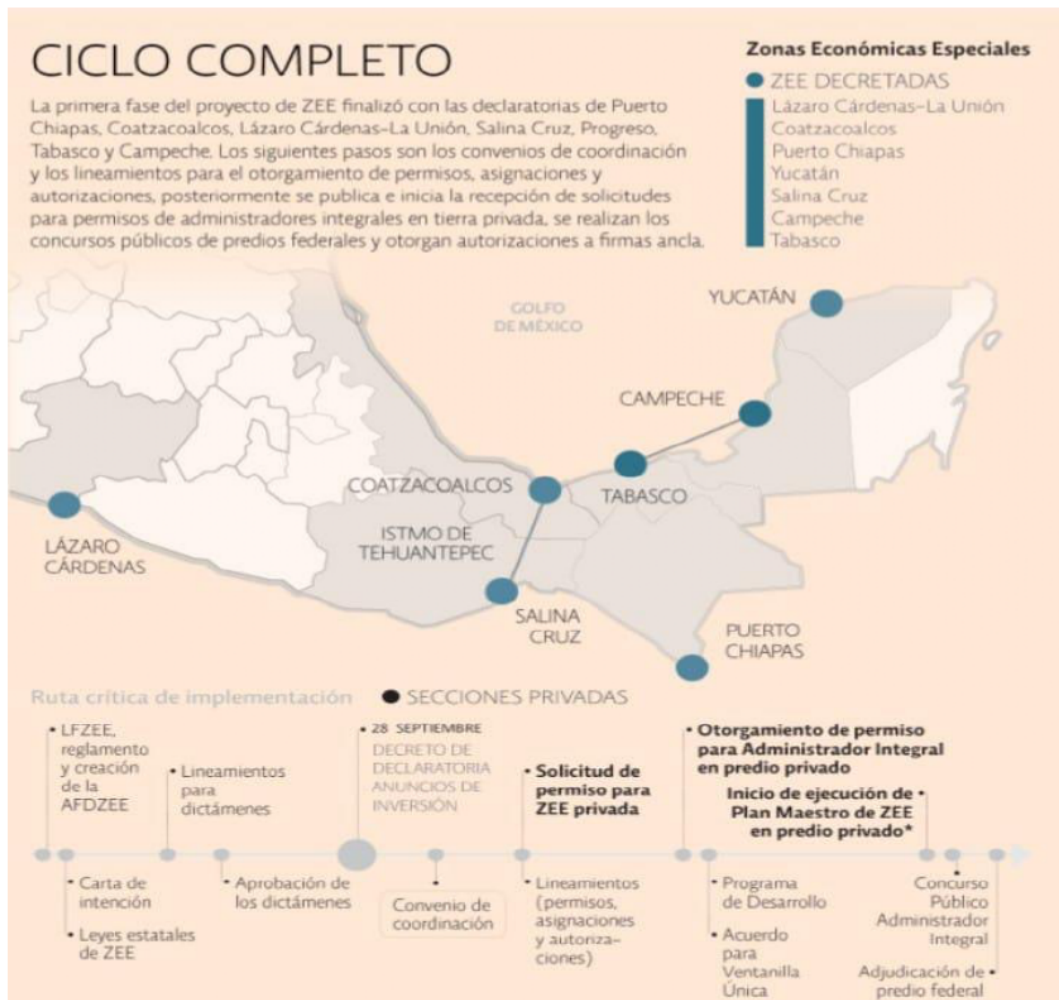 CICLO COMPLETO
La primera fase del proyecto de ZEE finalizó con las declaratorias de Puerto
Chiapas, Coatzacoalcos, Lázaro Cárdenas-La Unión, Salina Cruz, Progreso,
Tabasco y Campeche. Los siguientes pasos son los convenios de coordinación
y los lineamientos para el otorgamiento de permisos, asignaciones y
autorizaciones, posteriormente se publica e inicia la recepción de solicitudes
para permisos de administradores integrales en tierra privada, se realizan los
concursos públicos de predios federales y otorgan autorizaciones a firmas ancla.
Zonas Económicas Especiales
ZEE DECRETADAS
Lázaro Cárdenas-La Unión
Coatzacoalcos
Puerto Chiapas
Yucatán
Salina Cruz
Campeche
Tabasco
GOLFO
DE MÉXICO
YUCATÁN
CAMPECHE
COATZACOALCOS
TABASCO
ISTMO DE
TEHUANTEPEC
LÁZARO
CÁRDENAS
SALINA
CRUZ
PUERTO
CHIAPAS
Ruta crítica de implementación
SECCIONES PRIVADAS
• LFZEE,
reglamento
y creación
de la
AFDZEE
• Lineamientos
para
dictámenes
• 28 SEPTIEMBRE
DECRETO DE
DECLARATORIA
ANUNCIOS DE
INVERSIÓN
• Solicitud de
permiso para
ZEE privada
• Otorgamiento de permiso
para Administrador Integral
en predio privado
Inicio de ejecución de •
Plan Maestro de ZEE
en predio privado*
• Carta de
intención
• Leyes estatales
de ZEE
• Aprobación de
los dictámenes
Convenio de
coordinación
• Lineamientos
(permisos,
asignaciones
y autoriza-
ciones)
• Programa
de Desarrollo
• Acuerdo
para
Ventanilla
Única
Concurso
Público
Administrador
Integral
Adjudicación de •
predio federal